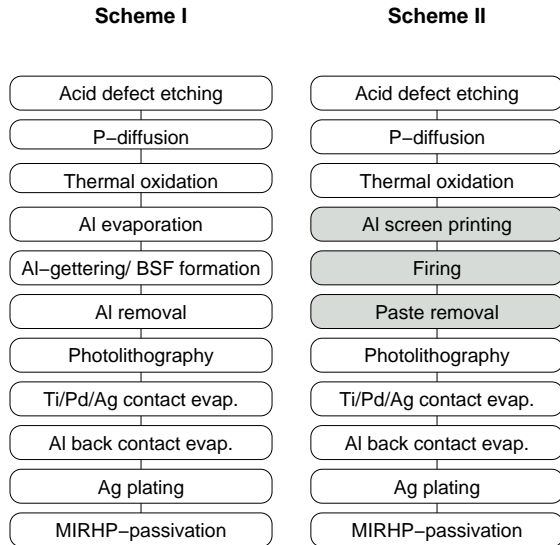 Scheme I
Acid defect etching
P−diffusion
Thermal oxidation
Al evaporation
Al−gettering/ BSF formation
Al removal
Photolithography
Ti/Pd/Ag contact evap.
Al back contact evap.
Ag plating
MIRHP−passivation
Scheme II
Acid defect etching
P−diffusion
Thermal oxidation
Al screen printing
Firing
Paste removal
Photolithography
Ti/Pd/Ag contact evap.
Al back contact evap.
Ag plating
MIRHP−passivation